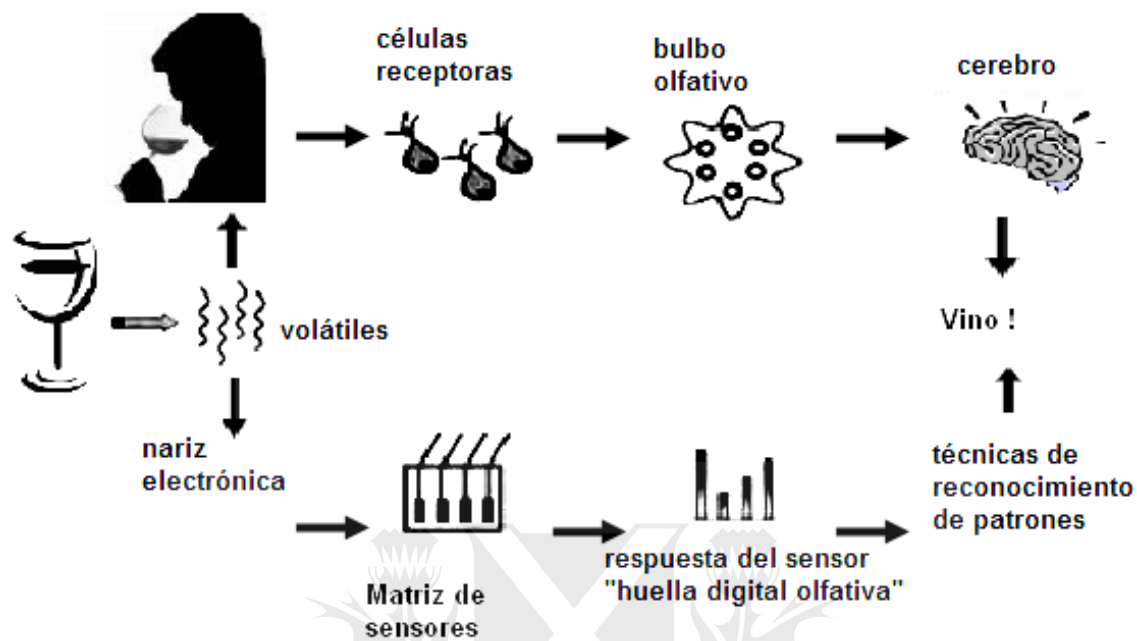 células
receptoras
bulbo
olfativo
cerebro
volátiles
Vino !
nariz
electrónica
Matriz de
sensores
respuesta del sensor
"huella digital olfativa"
técnicas de
reconocimiento
de patrones